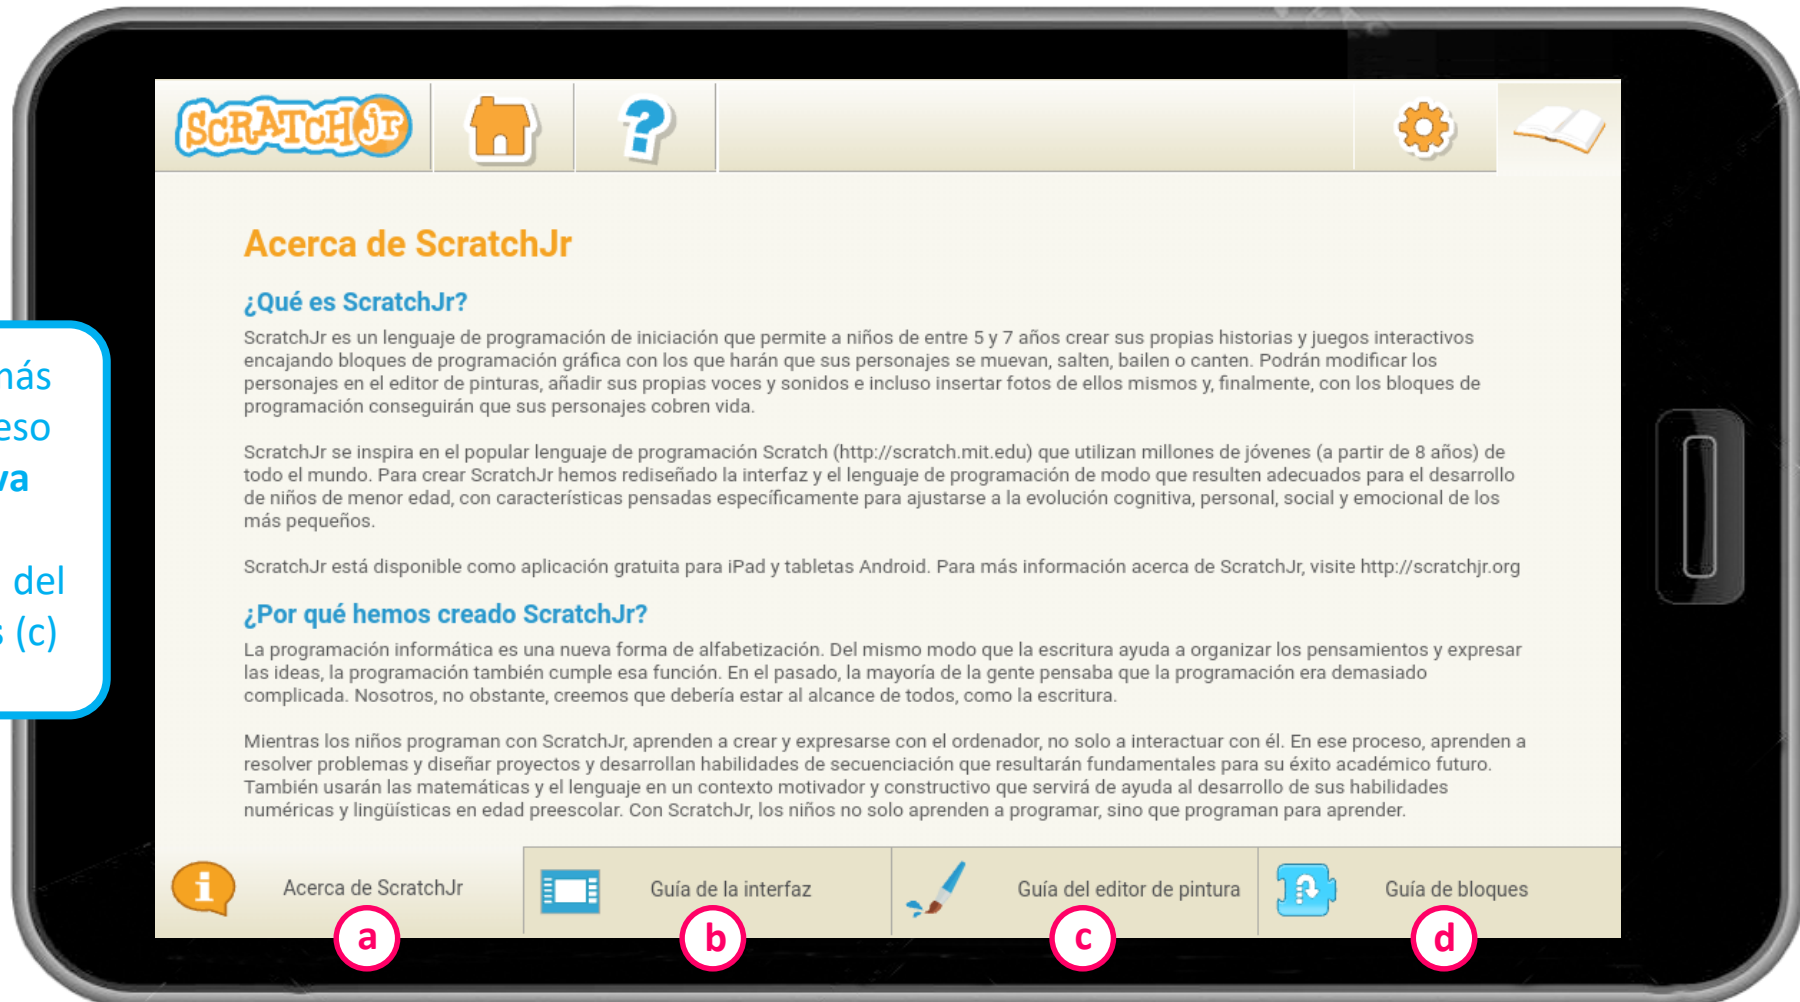 SCRATCH Jr
Acerca de ScratchJr
¿Qué es ScratchJr?
ScratchJr es un lenguaje de programación de iniciación que permite a niños de entre 5 y 7 años crear sus propias historias y juegos interactivos
encajando bloques de programación gráfica con los que harán que sus personajes se muevan, salten, bailen o canten. Podrán modificar los
personajes en el editor de pinturas, añadir sus propias voces y sonidos e incluso insertar fotos de ellos mismos y, finalmente, con los bloques de
programación conseguirán que sus personajes cobren vida.
ScratchJr se inspira en el popular lenguaje de programación Scratch (http://scratch.mit.edu) que utilizan millones de jóvenes (a partir de 8 años) de
todo el mundo. Para crear ScratchJr hemos rediseñado la interfaz y el lenguaje de programación de modo que resulten adecuados para el desarrollo
de niños de menor edad, con características pensadas específicamente para ajustarse a la evolución cognitiva, personal, social y emocional de los
más pequeños.
ScratchJr está disponible como aplicación gratuita para iPad y tabletas Android. Para más información acerca de ScratchJr, visite http://scratchjr.org
¿Por qué hemos creado ScratchJr?
La programación informática es una nueva forma de alfabetización. Del mismo modo que la escritura ayuda a organizar los pensamientos y expresar
las ideas, la programación también cumple esa función. En el pasado, la mayoría de la gente pensaba que la programación era demasiado
complicada. Nosotros, no obstante, creemos que debería estar al alcance de todos, como la escritura.
Mientras los niños programan con ScratchJr, aprenden a crear y expresarse con el ordenador, no solo a interactuar con él. En ese proceso, aprenden a
resolver problemas y diseñar proyectos y desarrollan habilidades de secuenciación que resultarán fundamentales para su éxito académico futuro.
También usarán las matemáticas y el lenguaje en un contexto motivador y constructivo que servirá de ayuda al desarrollo de sus habilidades
numéricas y lingüísticas en edad preescolar. Con ScratchJr, los niños no solo aprenden a programar, sino que programan para aprender.
Acerca de ScratchJr
Guía de la interfaz
Guía del editor de pintura
Guía de bloques
a
b
c
d
del
(c)